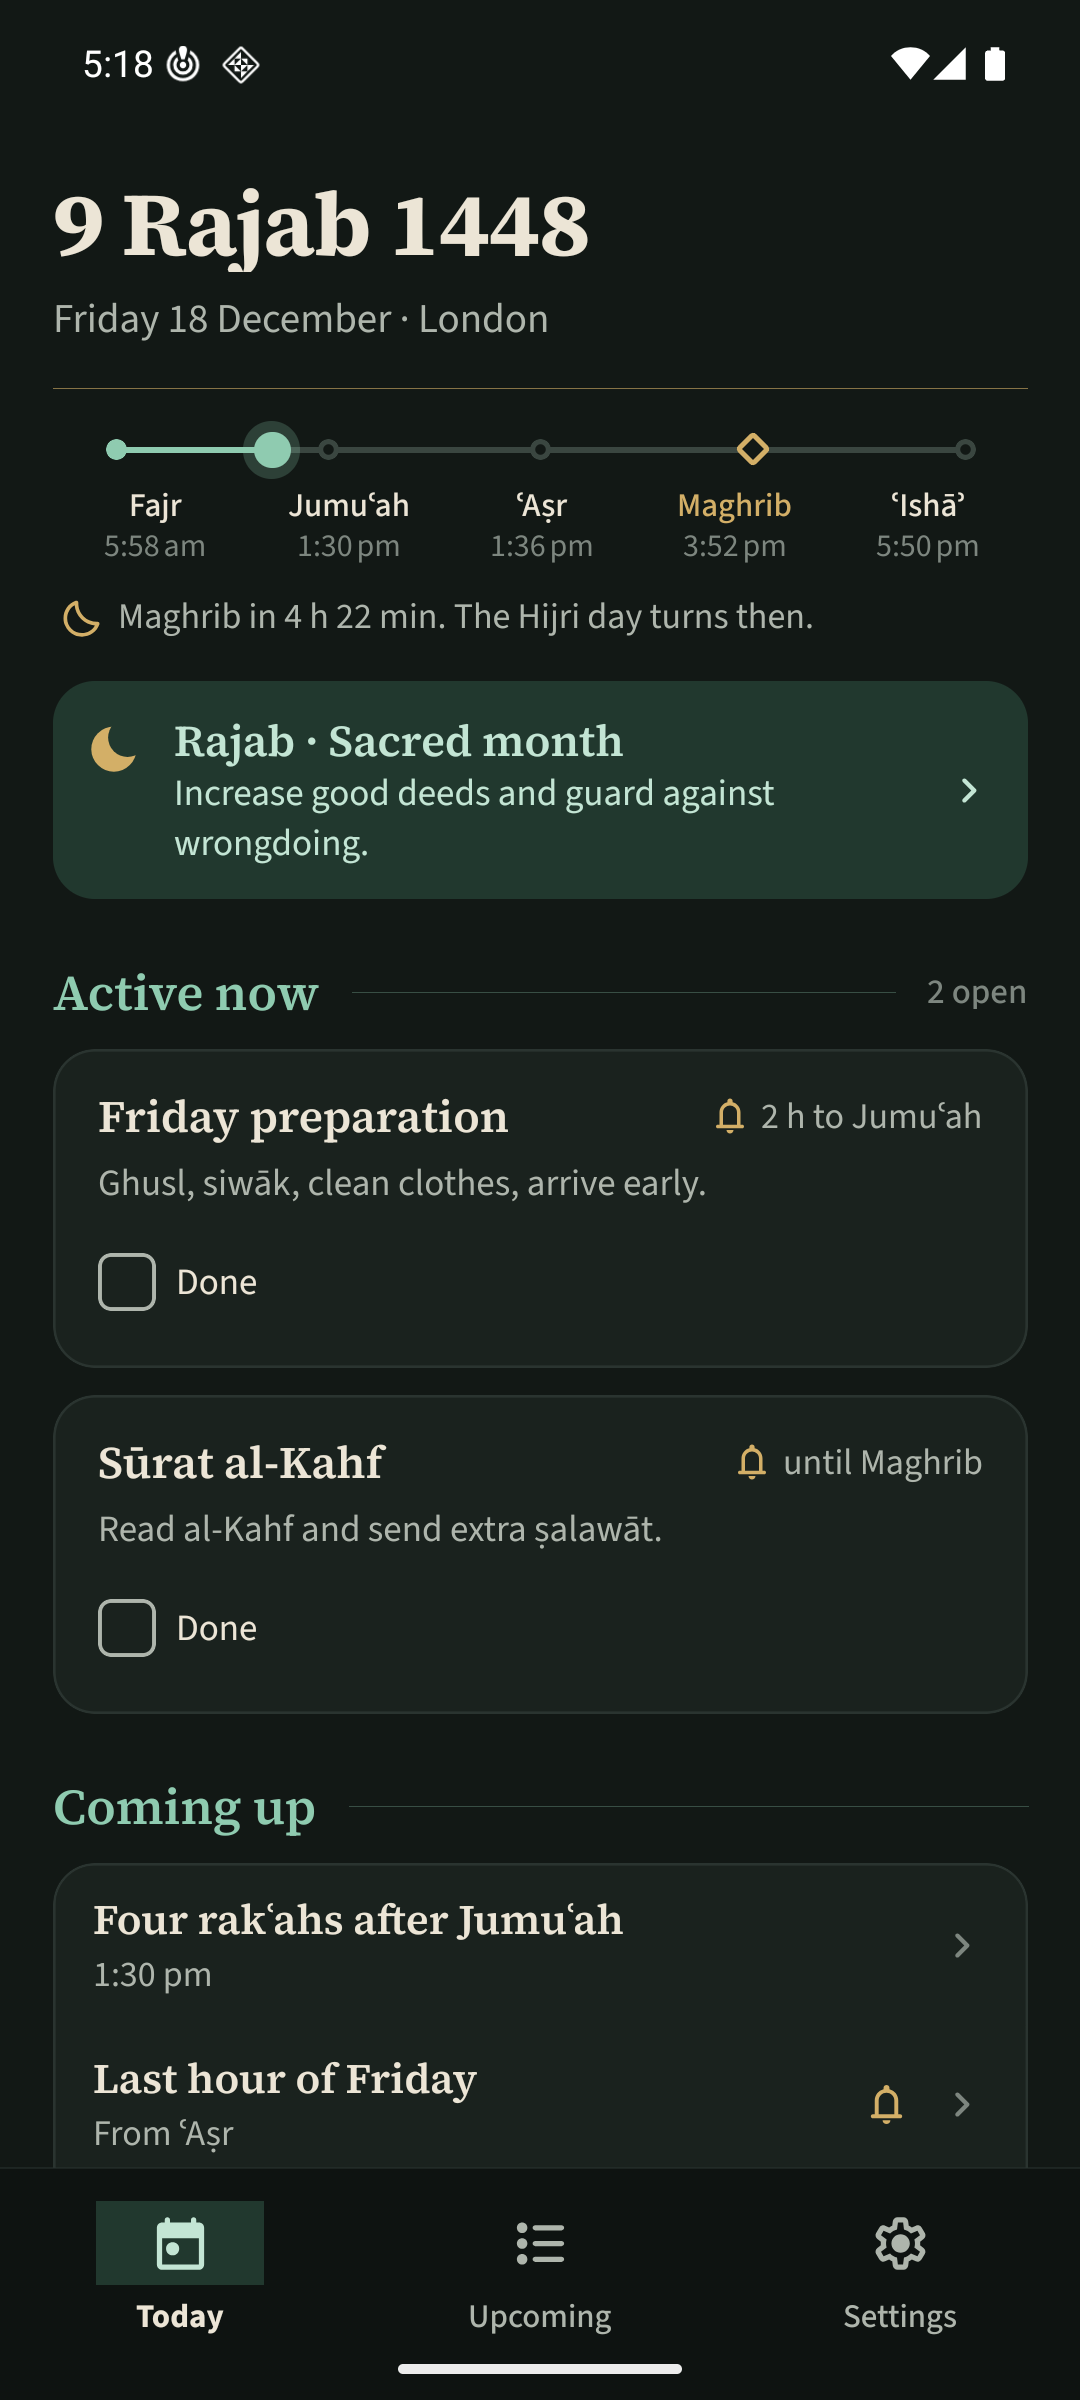 5:18
9 Rajab 1448
Friday 18 December · London
Fajr Jumuʿah ʿAṣr Maghrib ʿIshāʾ
5:58 am 1:30 pm 1:36 pm 3:52 pm 5:50 pm
Maghrib in 4 h 22 min. The Hijri day turns then.
Rajab · Sacred month
Increase good deeds and guard against
wrongdoing.
Active now 2 open
Friday preparation 2 h to Jumuʿah
Ghusl, siwāk, clean clothes, arrive early.
Done
Sūrat al-Kahf until Maghrib
Read al-Kahf and send extra ṣalawāt.
Done
Coming up
Four rakʿahs after Jumuʿah
1:30 pm
Last hour of Friday
From ʿAṣr
Today Upcoming Settings